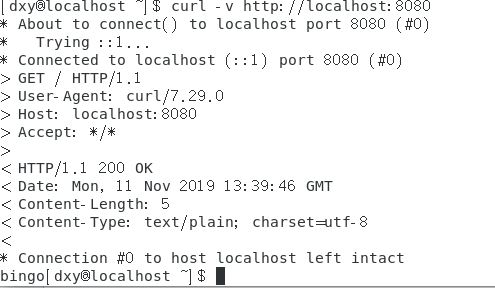 [dxy@localhost ~]$ curl -v http://localhost:8080
* About to connect() to localhost port 8080 (#0)
*   Trying ::1...
* Connected to localhost (::1) port 8080 (#0)
> GET / HTTP/1.1
> User-Agent: curl/7.29.0
> Host: localhost:8080
> Accept: */*
>
< HTTP/1.1 200 OK
< Date: Mon, 11 Nov 2019 13:39:46 GMT
< Content-Length: 5
< Content-Type: text/plain; charset=utf-8
<
* Connection #0 to host localhost left intact
bingo[dxy@localhost ~]$